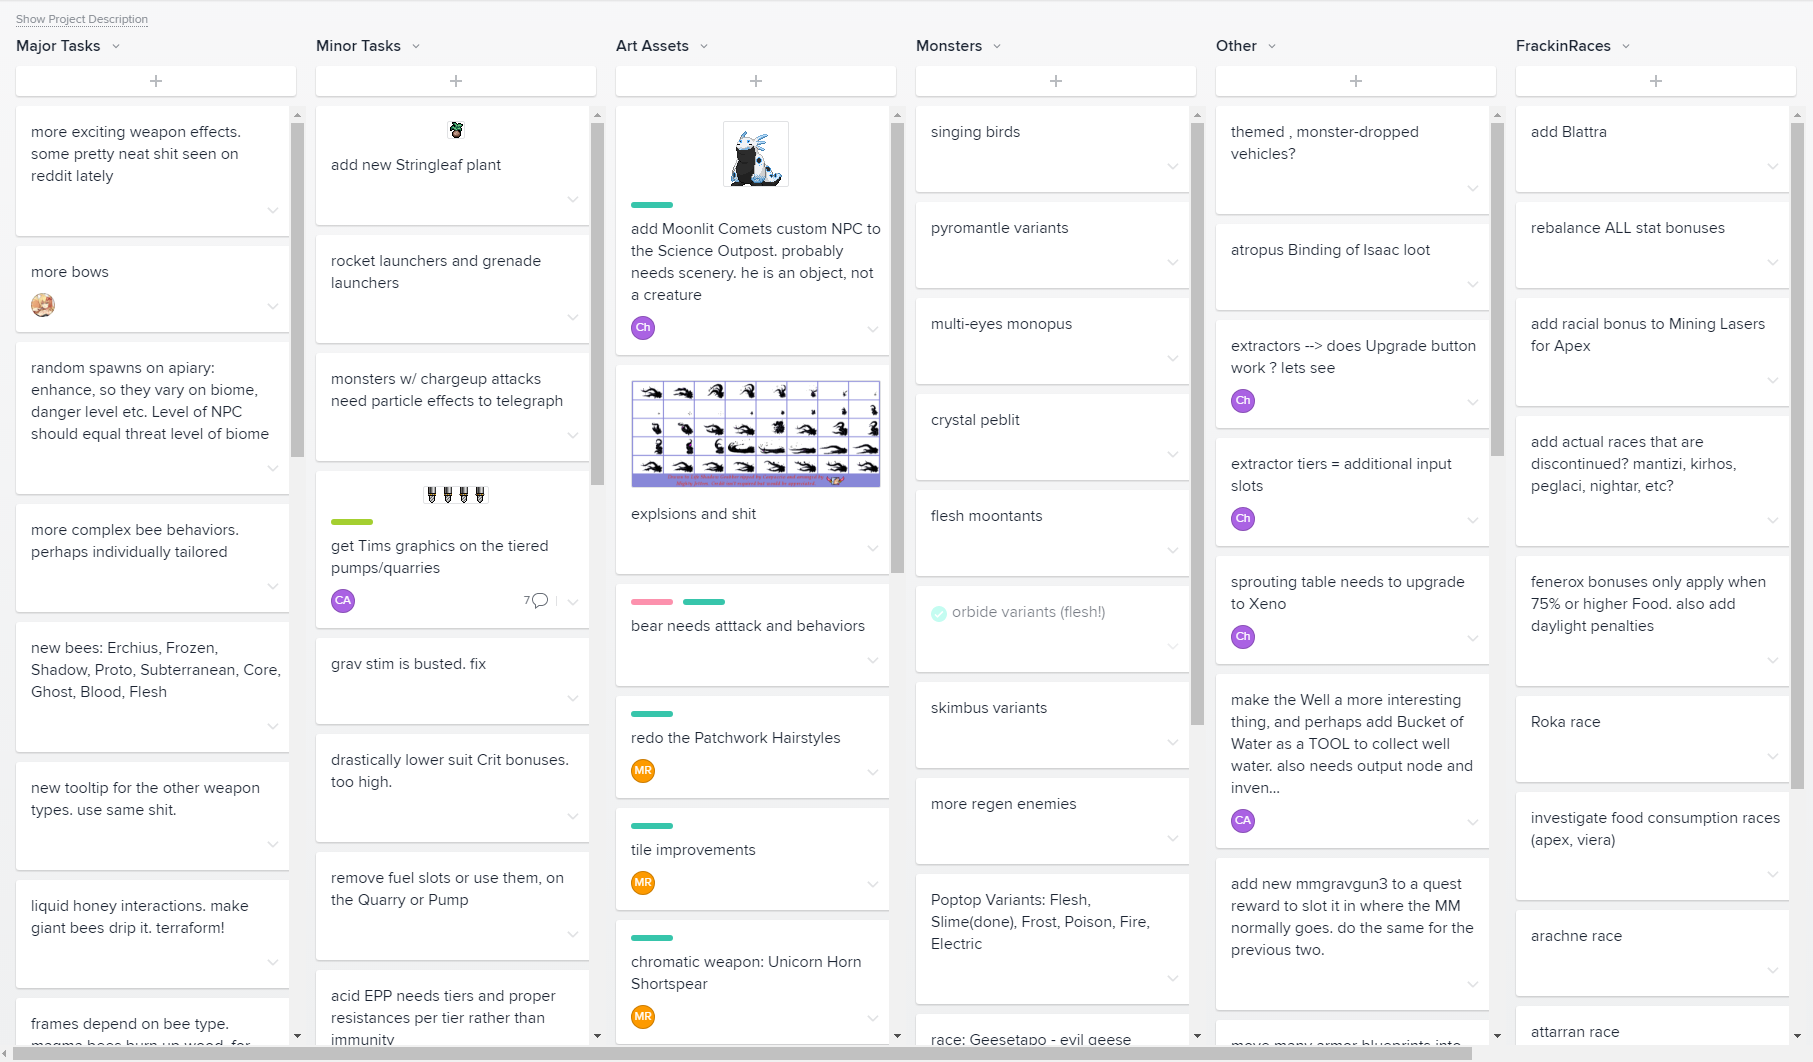 Show Project Description
Major Tasks
more exciting weapon effects.
some pretty neat shit seen on
reddit lately
more bows
random spawns on apiary:
enhance, so they vary on biome,
danger level etc. Level of NPC
should equal threat level of biome
more complex bee behaviors.
perhaps individually tailored
new bees: Erchius, Frozen,
Shadow, Proto, Subterranean, Core,
Ghost, Blood, Flesh
new tooltip for the other weapon
types. use same shit.
liquid honey interactions. make
giant bees drip it. terraform!
frames depend on bee type.
magma bees burn up wood, for
Minor Tasks
add new Stringleaf plant
rocket launchers and grenade
launchers
monsters w/ chargeup attacks
need particle effects to telegraph
get Tims graphics on the tiered
pumps/quarries
CA
7
grav stim is busted. fix
drastically lower suit Crit bonuses.
too high.
remove fuel slots or use them, on
the Quarry or Pump
acid EPP needs tiers and proper
resistances per tier rather than
immunity
Art Assets
add Moonlit Comets custom NPC to
the Science Outpost. probably
needs scenery. he is an object, not
a creature
Ch
explsions and shit
bear needs atttack and behaviors
redo the Patchwork Hairstyles
MR
tile improvements
MR
chromatic weapon: Unicorn Horn
Shortspear
MR
Monsters
singing birds
pyromantle variants
multi-eyes monopus
crystal peblit
flesh moontants
orbide variants (flesh!)
skimbus variants
more regen enemies
Poptop Variants: Flesh,
Slime(done), Frost, Poison, Fire,
Electric
race: Geesetapo - evil geese
Other
themed , monster-dropped
vehicles?
atropus Binding of Isaac loot
extractors --> does Upgrade button
work ? lets see
Ch
extractor tiers = additional input
slots
Ch
sprouting table needs to upgrade
to Xeno
Ch
make the Well a more interesting
thing, and perhaps add Bucket of
Water as a TOOL to collect well
water. also needs output node and
inven...
CA
add new mmgravgun3 to a quest
reward to slot it in where the MM
normally goes. do the same for the
previous two.
move many armor blueprints into
FrackinRaces
add Blattra
rebalance ALL stat bonuses
add racial bonus to Mining Lasers
for Apex
add actual races that are
discontinued? mantizi, kirhos,
peglaci, nightar, etc?
fenerox bonuses only apply when
75% or higher Food. also add
daylight penalties
Roka race
investigate food consumption races
(apex, viera)
arachne race
attarran race